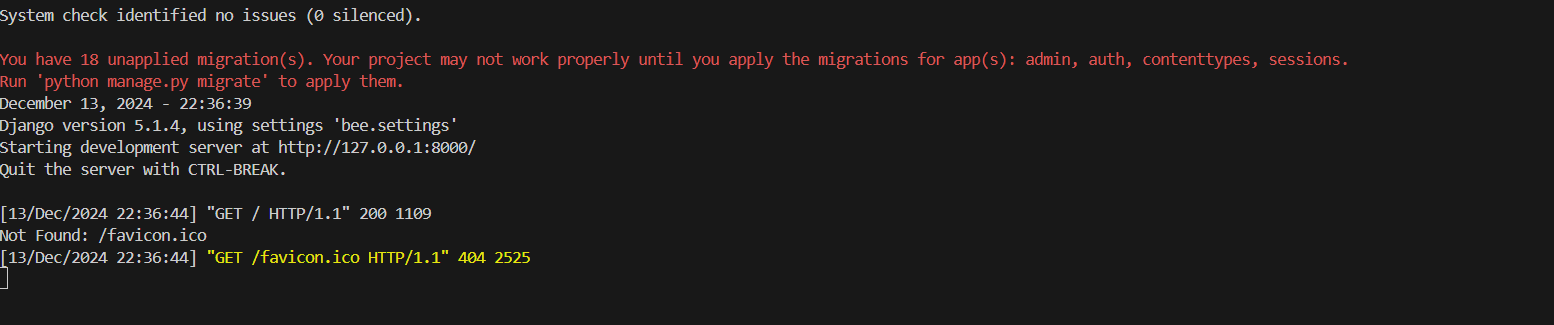 System check identified no issues (0 silenced).
You have 18 unapplied migration(s). Your project may not work properly until you apply the migrations for app(s): admin, auth, contenttypes, sessions.
Run 'python manage.py migrate' to apply them.
December 13, 2024 - 22:36:39
Django version 5.1.4, using settings 'bee.settings'
Starting development server at http://127.0.0.1:8000/
Quit the server with CTRL-BREAK.
[13/Dec/2024 22:36:44] "GET / HTTP/1.1" 200 1109
Not Found: /favicon.ico
[13/Dec/2024 22:36:44] "GET /favicon.ico HTTP/1.1" 404 2525